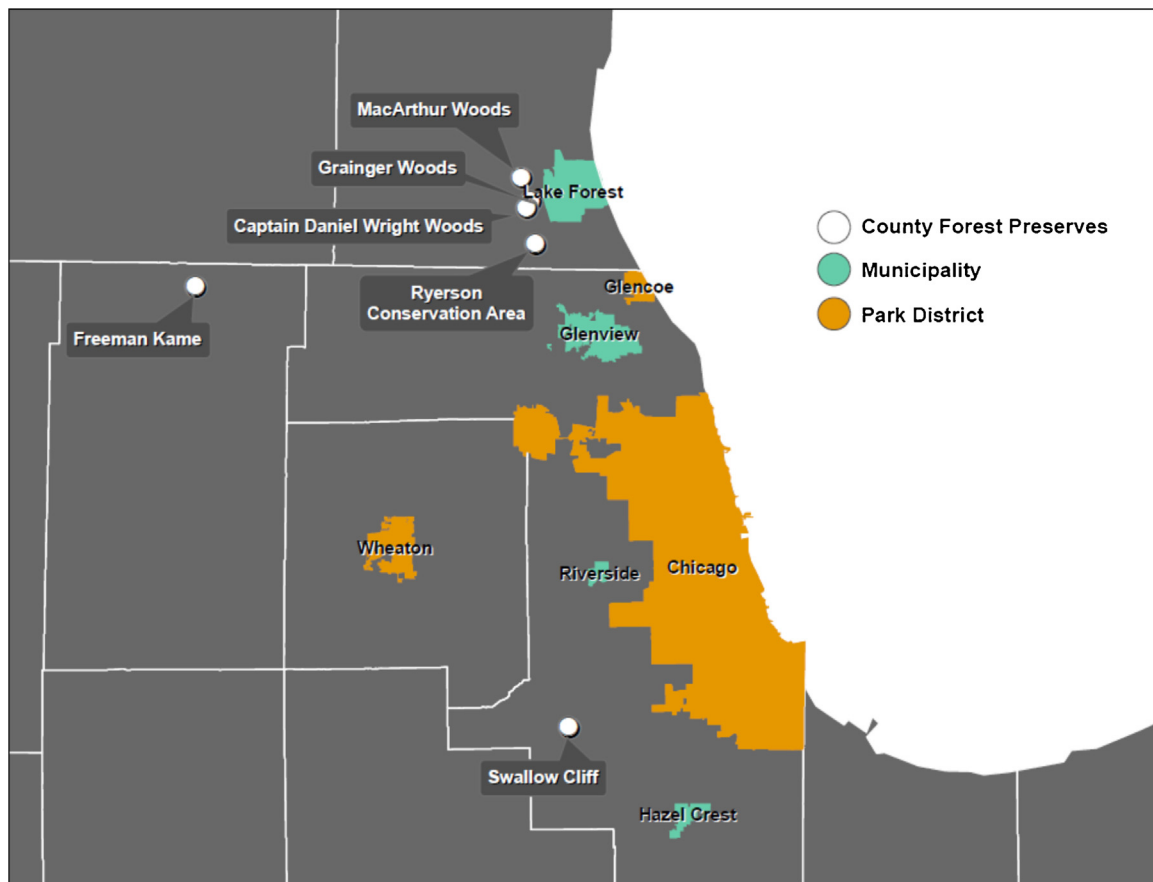 MacArthur Woods
Grainger Woods
Lake Forest
Captain Daniel Wright Woods
County Forest Preserves
Municipality
Park District
Ryerson
Conservation Area
Glencoe
Freeman Kame
Glenview
Wheaton
Riverside
Chicago
Swallow Cliff
Hazel Crest